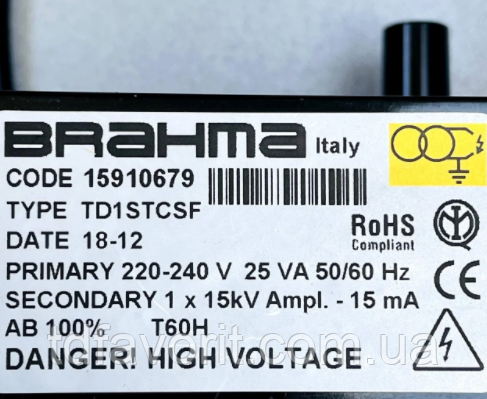 BRAHMA Italy
CODE 15910679
TYPE TD1STCSF
DATE 18-12
RoHS
Compliant
PRIMARY 220-240 V 25 VA 50/60 Hz
SECONDARY 1 x 15kV Ampl. - 15 mA
CE
AB 100% T60H
DANGER! HIGH VOLTAGE
tdfavorit.com.ua